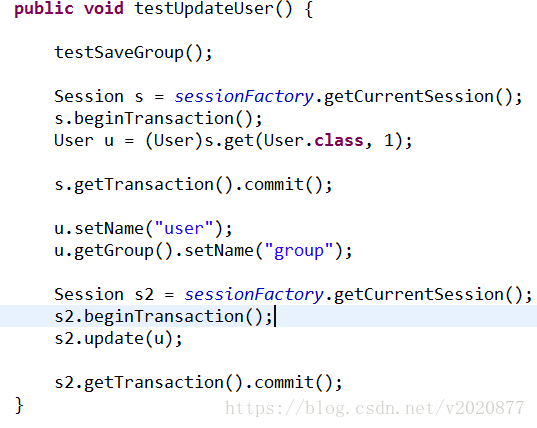 public void testUpdateUser() {
testSaveGroup();
Session s = sessionFactory.getCurrentSession();
s.beginTransaction();
User u = (User)s.get(User.class, 1);
s.getTransaction().commit();
u.setName("user");
u.getGroup().setName("group");
Session s2 = sessionFactory.getCurrentSession();
s2.beginTransaction();
s2.update(u);
s2.getTransaction().commit();
}
https://blog.csdn.net/v2020877